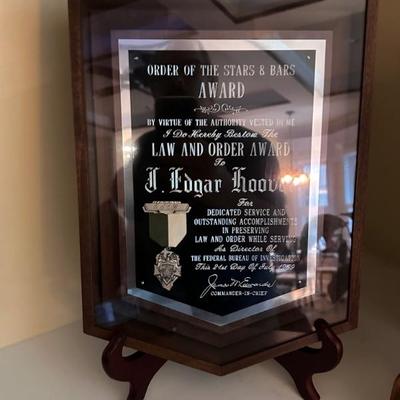 ORDER OF THE STARS & BARS
AWARD
BY VIRTUE OF THE AUTHORITY VESTED IN ME
I Do Hereby Bestow The
LAW AND ORDER AWARD
To
J. Edgar Hoover
For
DEDICATED SERVICE AND
OUTSTANDING ACCOMPLISHMENTS
IN PRESERVING
LAW AND ORDER WHILE SERVING
As Director Of
THE FEDERAL BUREAU OF INVESTIGATION
This 21st Day Of July
COMMANDER-IN-CHIEF